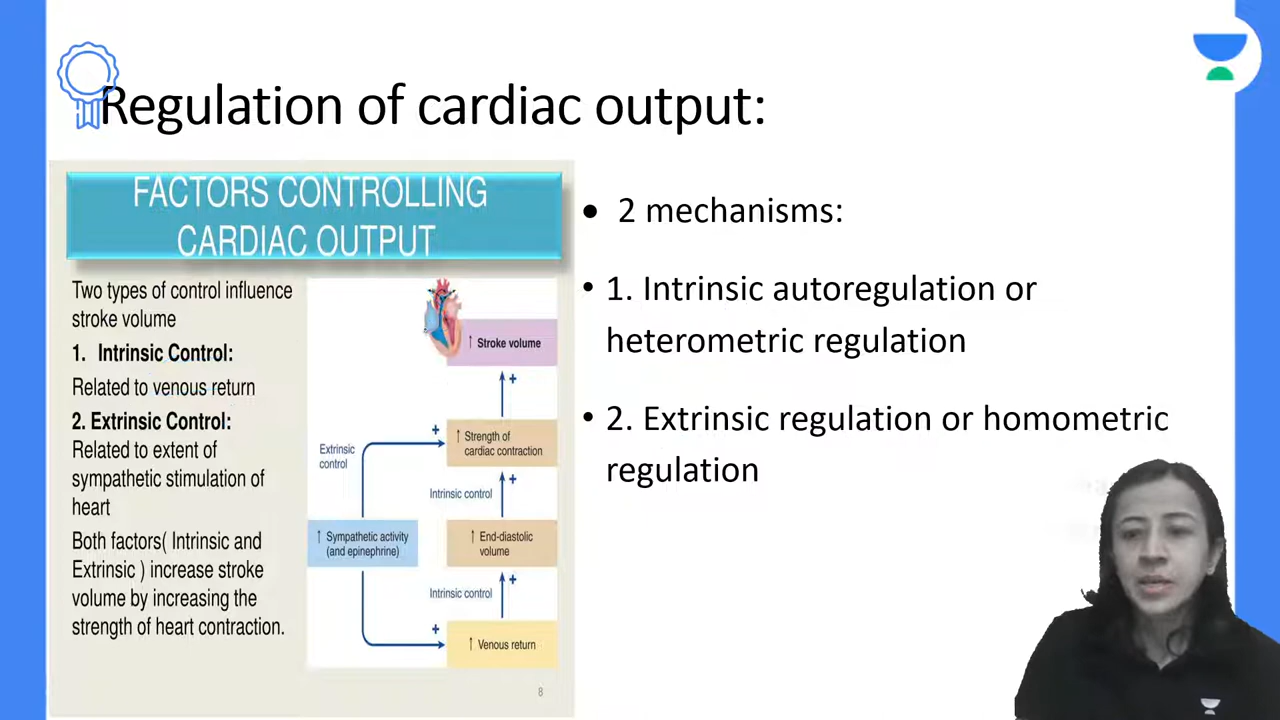 Regulation of cardiac output:
FACTORS CONTROLLING
CARDIAC OUTPUT
Two types of control influence
stroke volume
1. Intrinsic Control:
Related to venous return
2. Extrinsic Control:
Related to extent of
sympathetic stimulation of
heart
Both factors( Intrinsic and
Extrinsic ) increase stroke
volume by increasing the
strength of heart contraction.
↑ Stroke volume
+
+
↑ Strength of
cardiac contraction
Extrinsic
control
Intrinsic control
+
↑ Sympathetic activity
(and epinephrine)
↑ End-diastolic
volume
Intrinsic control
+
+
↑ Venous return
8
• 2 mechanisms:
• 1. Intrinsic autoregulation or
heterometric regulation
• 2. Extrinsic regulation or homometric
regulation